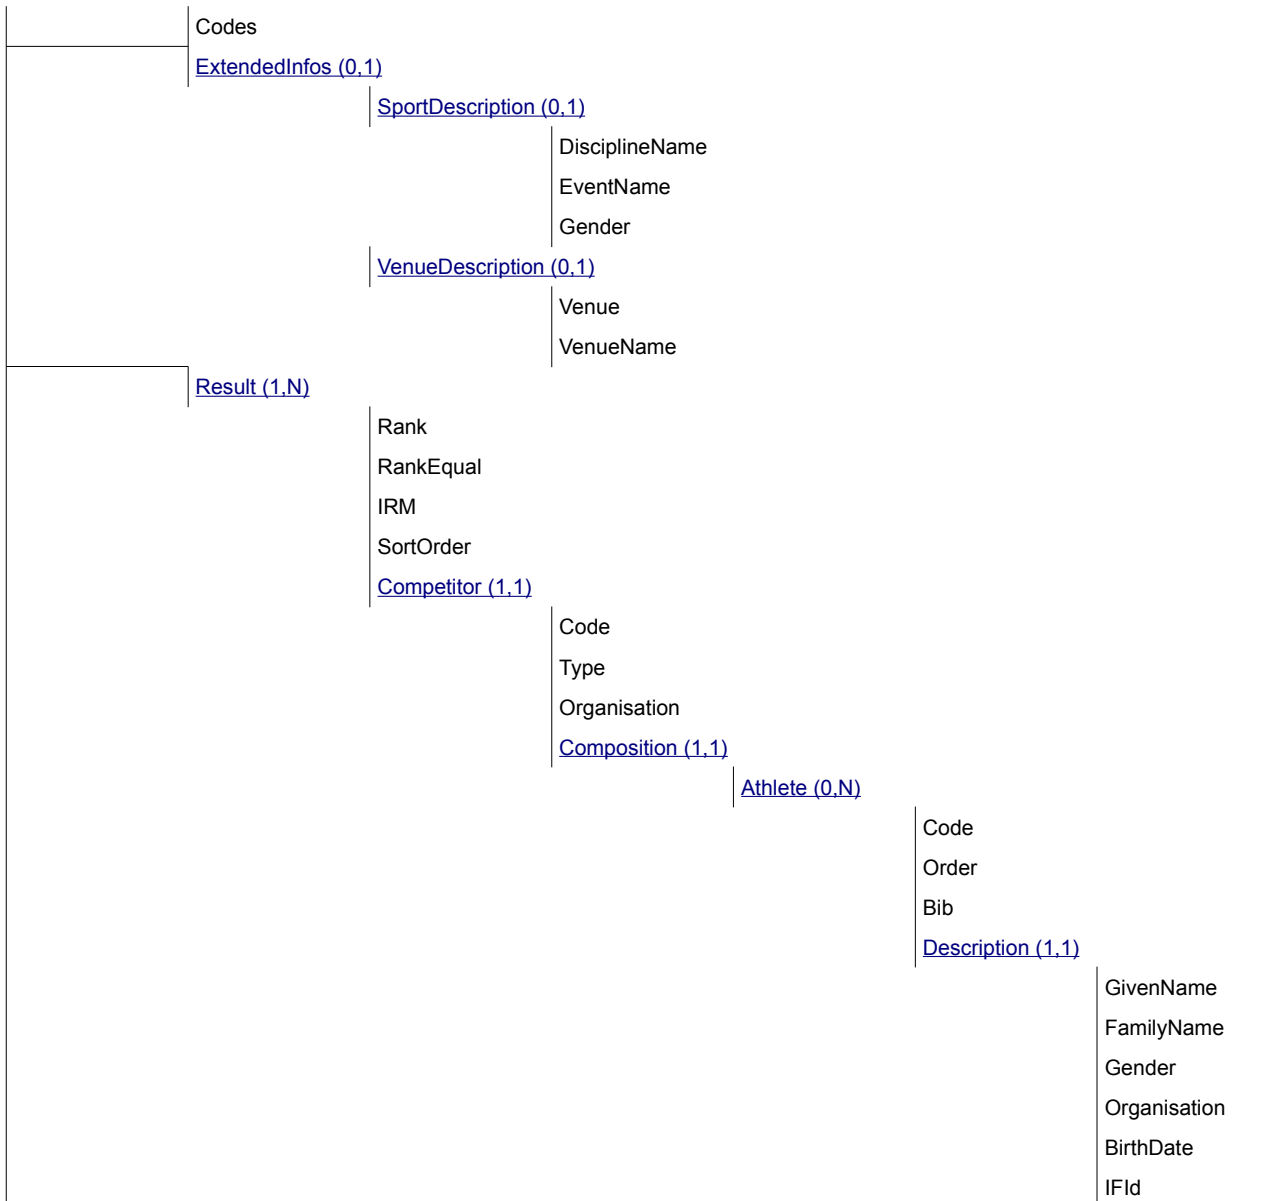 Codes
ExtendedInfos (0,1)
SportDescription (0,1)
DisciplineName
EventName
Gender
VenueDescription (0,1)
Venue
VenueName
Result (1,N)
Rank
RankEqual
IRM
SortOrder
Competitor (1,1)
Code
Type
Organisation
Composition (1,1)
Athlete (0,N)
Code
Order
Bib
Description (1,1)
GivenName
FamilyName
Gender
Organisation
BirthDate
IFId